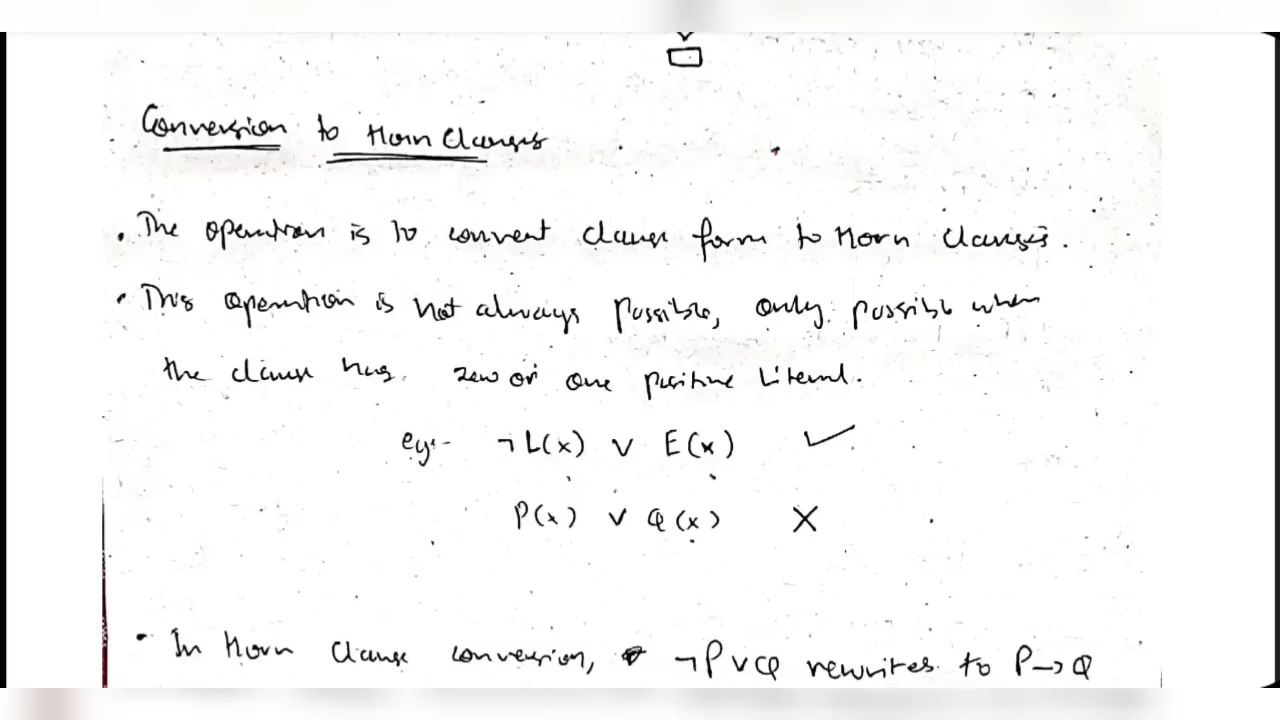 Conversion to Horn Clauses
• The operation is to convert clause form to Horn clauses.
• This operation is not always possible, only possible when
the clause has zero or one positive literal.
eg:- ¬L(x) ∨ E(x) ✓
P(x) ∨ Q(x) ✗
• In Horn clause conversion, ¬P∨Q rewrites to P→Q